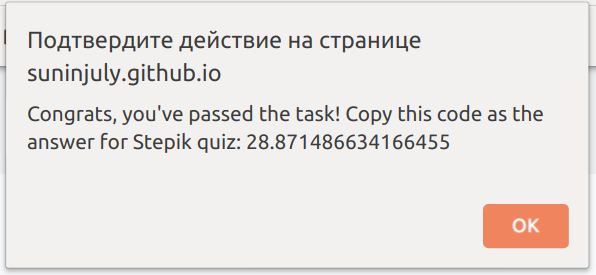 Подтвердите действие на странице
suninjuly.github.io
Congrats, you've passed the task! Copy this code as the
answer for Stepik quiz: 28.871486634166455
OK